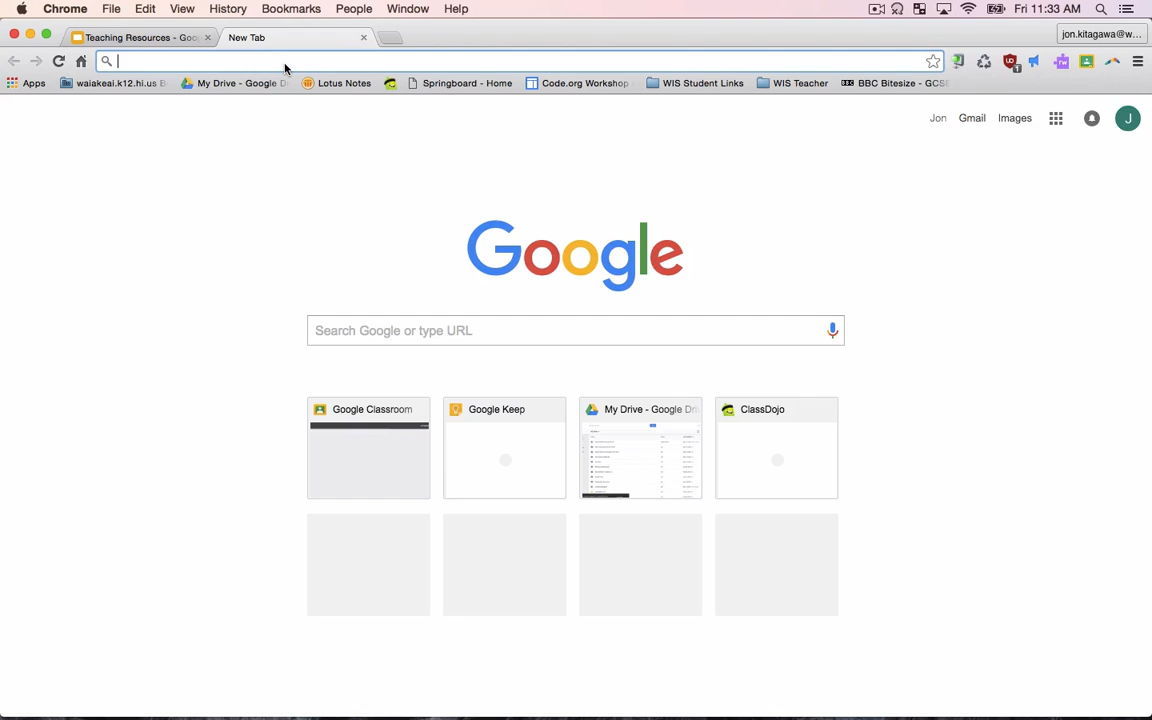 Chrome File Edit View History Bookmarks People Window Help Fri 11:33 AM
Teaching Resources - Goo New Tab jon.kitagawa@w...
Apps waiakeai.k12.hi.us B My Drive - Google D Lotus Notes Springboard - Home Code.org Workshop WIS Student Links WIS Teacher BBC BBC Bitesize - GCSE
Jon Gmail Images J
Google
Search Google or type URL
Google Classroom Google Keep My Drive - Google Dri ClassDojo